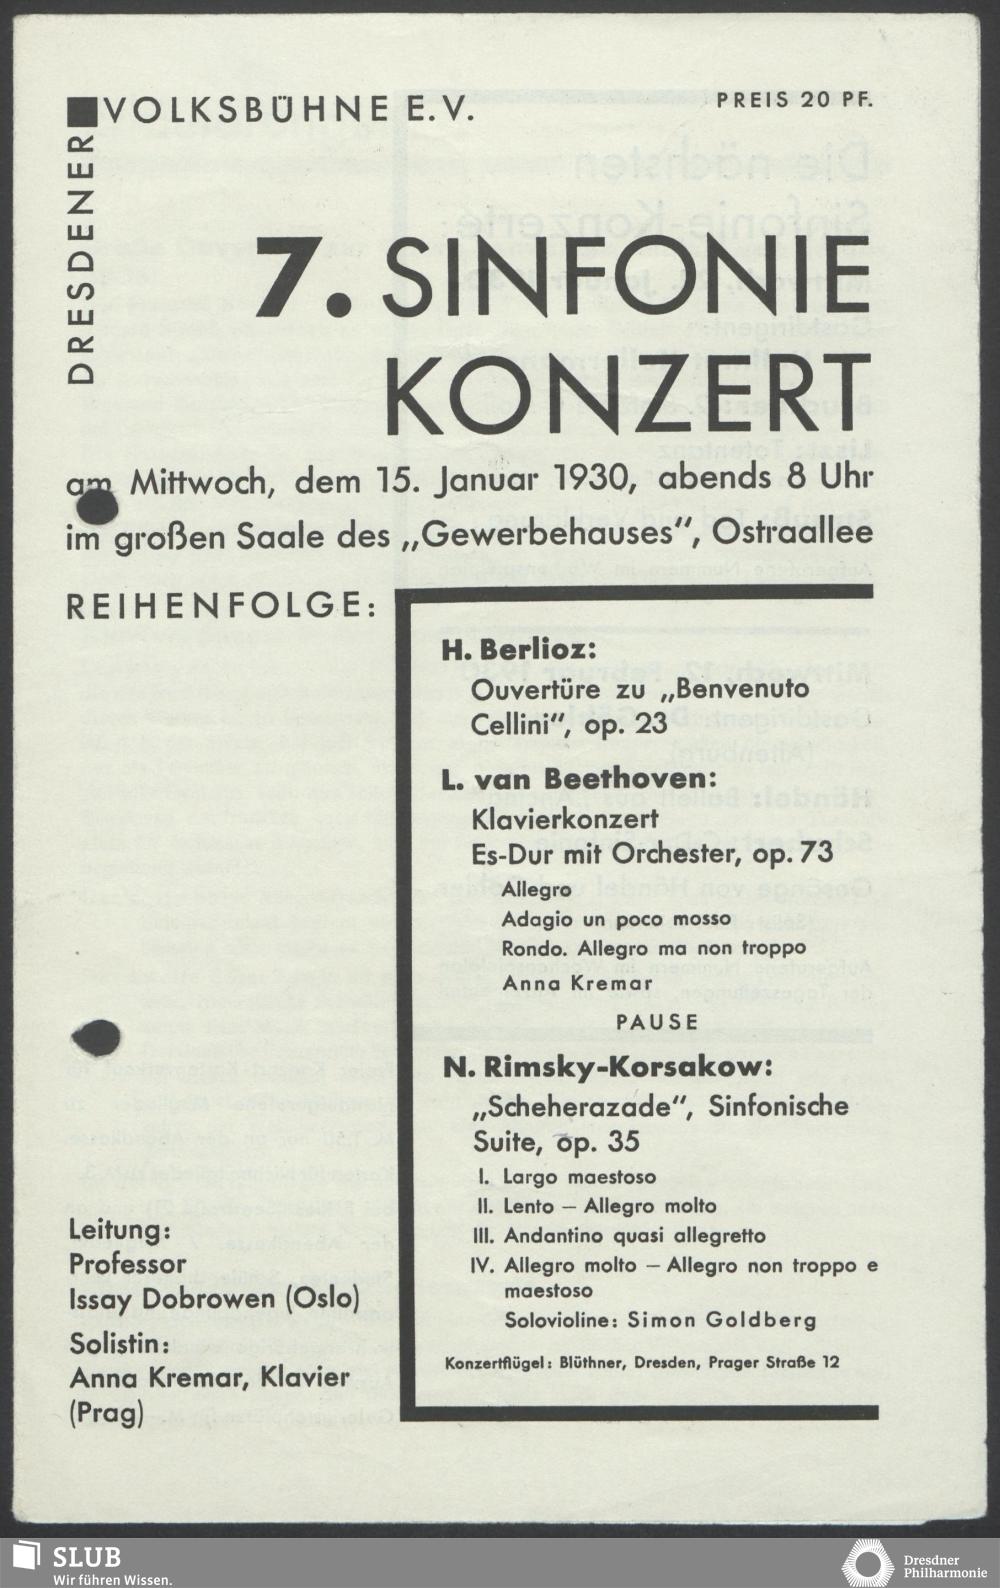 DRESDENER
VOLKSBÜHNE E.V.
PREIS 20 PF.
7. SINFONIE
KONZERT
am Mittwoch, dem 15. Januar 1930, abends 8 Uhr
im großen Saale des „Gewerbehauses“, Ostraallee
REIHENFOLGE:
H. Berlioz:
Ouvertüre zu „Benvenuto
Cellini“, op. 23
L. van Beethoven:
Klavierkonzert
Es-Dur mit Orchester, op. 73
Allegro
Adagio un poco mosso
Rondo. Allegro ma non troppo
Anna Kremar
PAUSE
N. Rimsky-Korsakow:
„Scheherazade“, Sinfonische
Suite, op. 35
I. Largo maestoso
II. Lento – Allegro molto
III. Andantino quasi allegretto
IV. Allegro molto – Allegro non troppo e
maestoso
Solovioline: Simon Goldberg
Konzertflügel: Blüthner, Dresden, Prager Straße 12
Leitung:
Professor
Issay Dobrowen (Oslo)
Solistin:
Anna Kremar, Klavier
(Prag)
SLUB
Wir führen Wissen.
Dresdner
Philharmonie